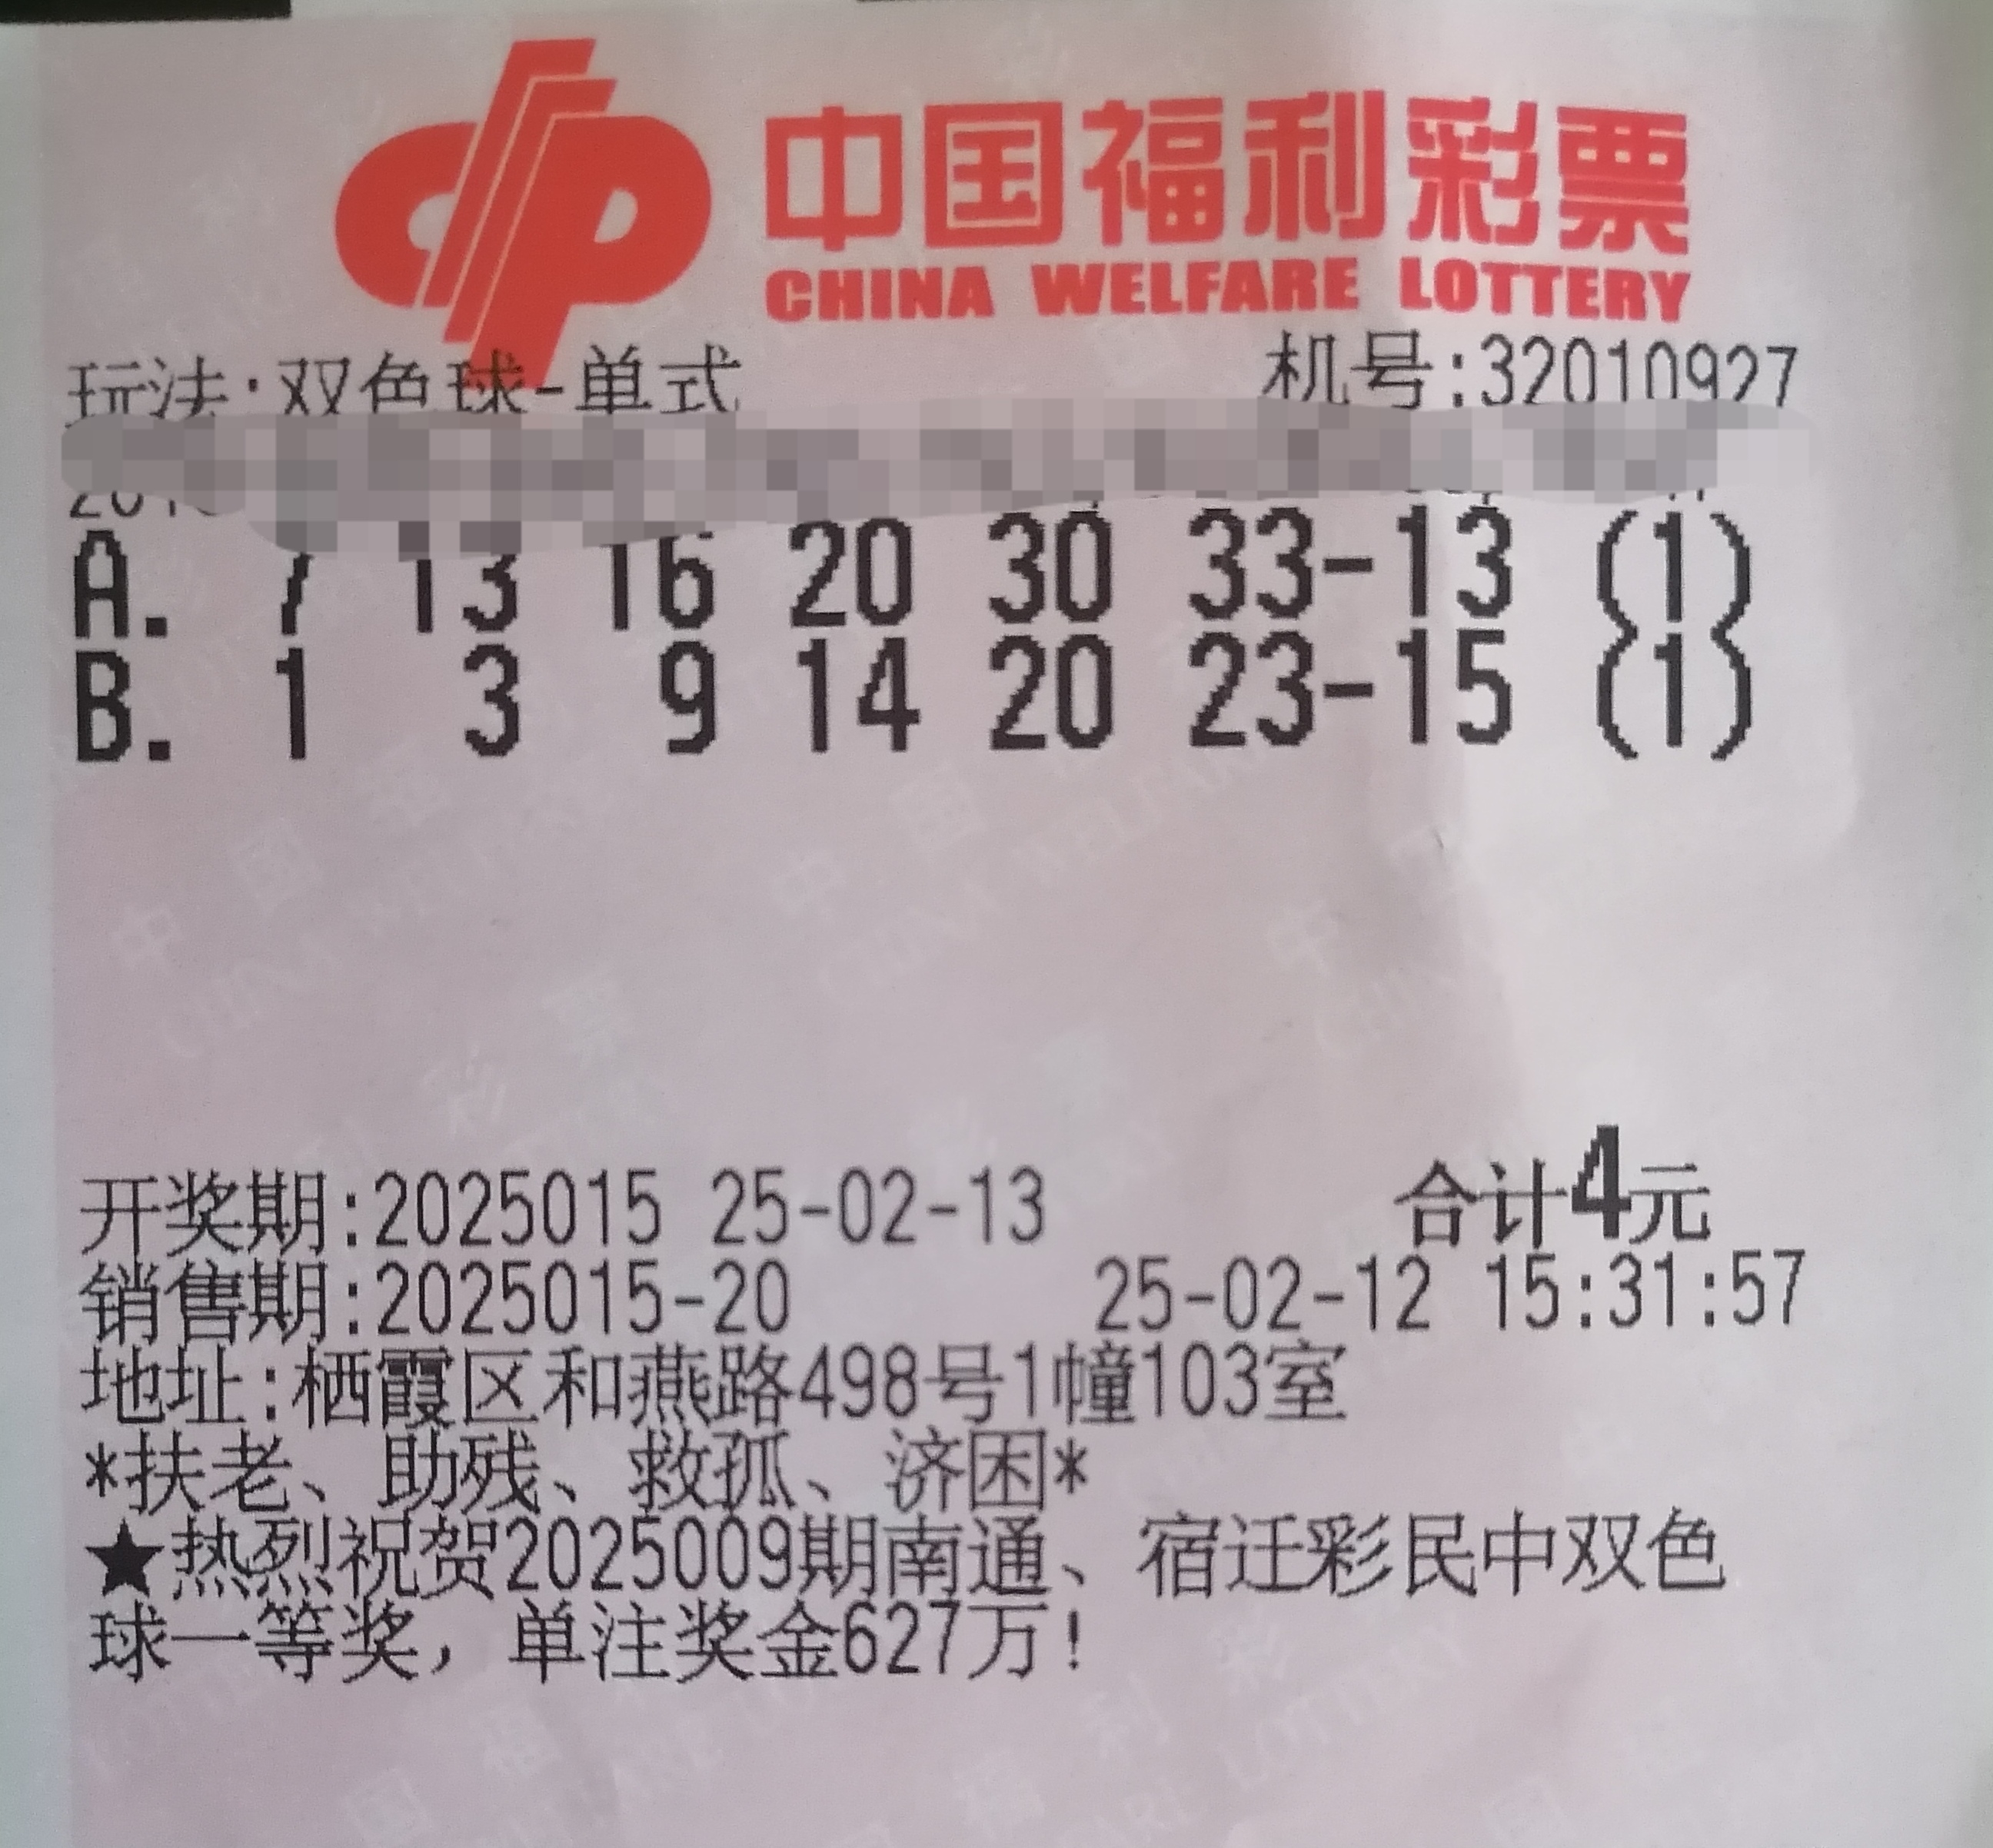 中国福利彩票
CHINA WELFARE LOTTERY
玩法:双色球-单式 机号:32010927
A. 7 13 16 20 30 33-13 (1)
B. 1 3 9 14 20 23-15 (1)
开奖期:2025015 25-02-13 合计4元
销售期:2025015-20 25-02-12 15:31:57
地址:栖霞区和燕路498号1幢103室
*扶老、助残、救孤、济困*
★热烈祝贺2025009期南通、宿迁彩民中双色
球一等奖,单注奖金627万!